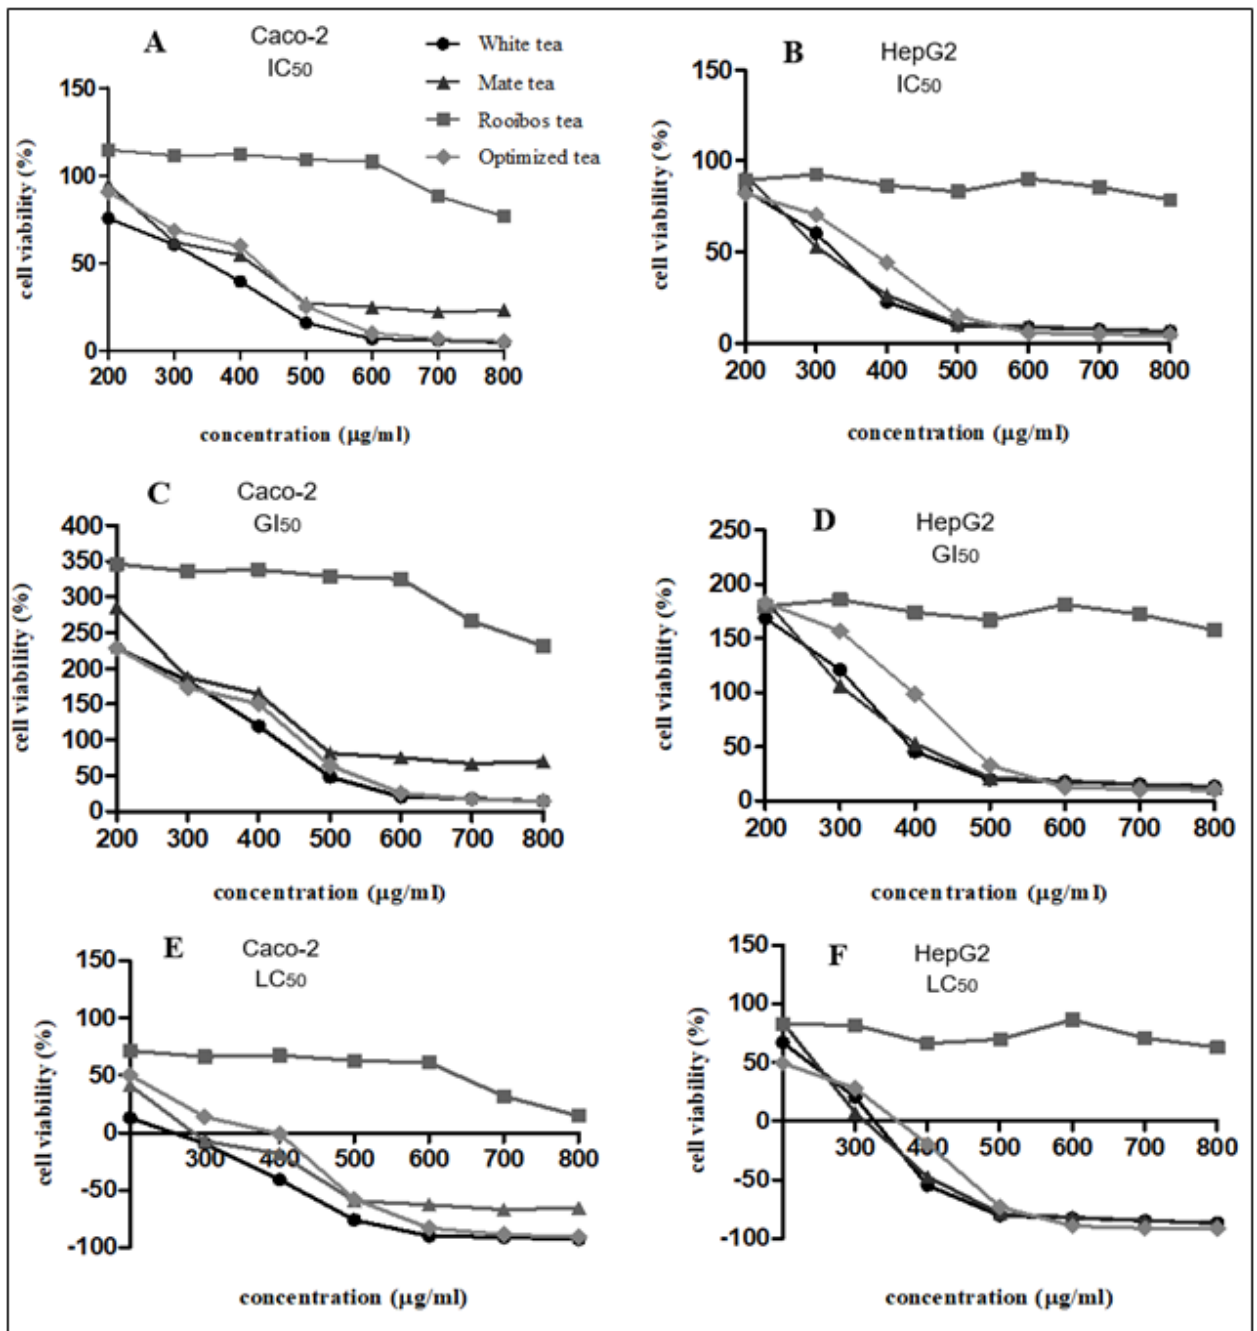 A
Caco-2
IC50
White tea
Mate tea
Rooibos tea
Optimized tea
150
100
50
0
200 300 400 500 600 700 800
cell viability (%)
concentration (µg/ml)
B
HepG2
IC50
150
100
50
0
200 300 400 500 600 700 800
cell viability (%)
concentration (µg/ml)
C
Caco-2
GI50
400
350
300
250
200
150
100
50
0
200 300 400 500 600 700 800
cell viability (%)
concentration (µg/ml)
D
HepG2
GI50
250
200
150
100
50
0
200 300 400 500 600 700 800
cell viability (%)
concentration (µg/ml)
E
Caco-2
LC50
150
100
50
0
-50
-100
300 400 500 600 700 800
cell viability (%)
concentration (µg/ml)
F
HepG2
LC50
150
100
50
0
-50
-100
300 400 500 600 700 800
cell viability (%)
concentration (µg/ml)